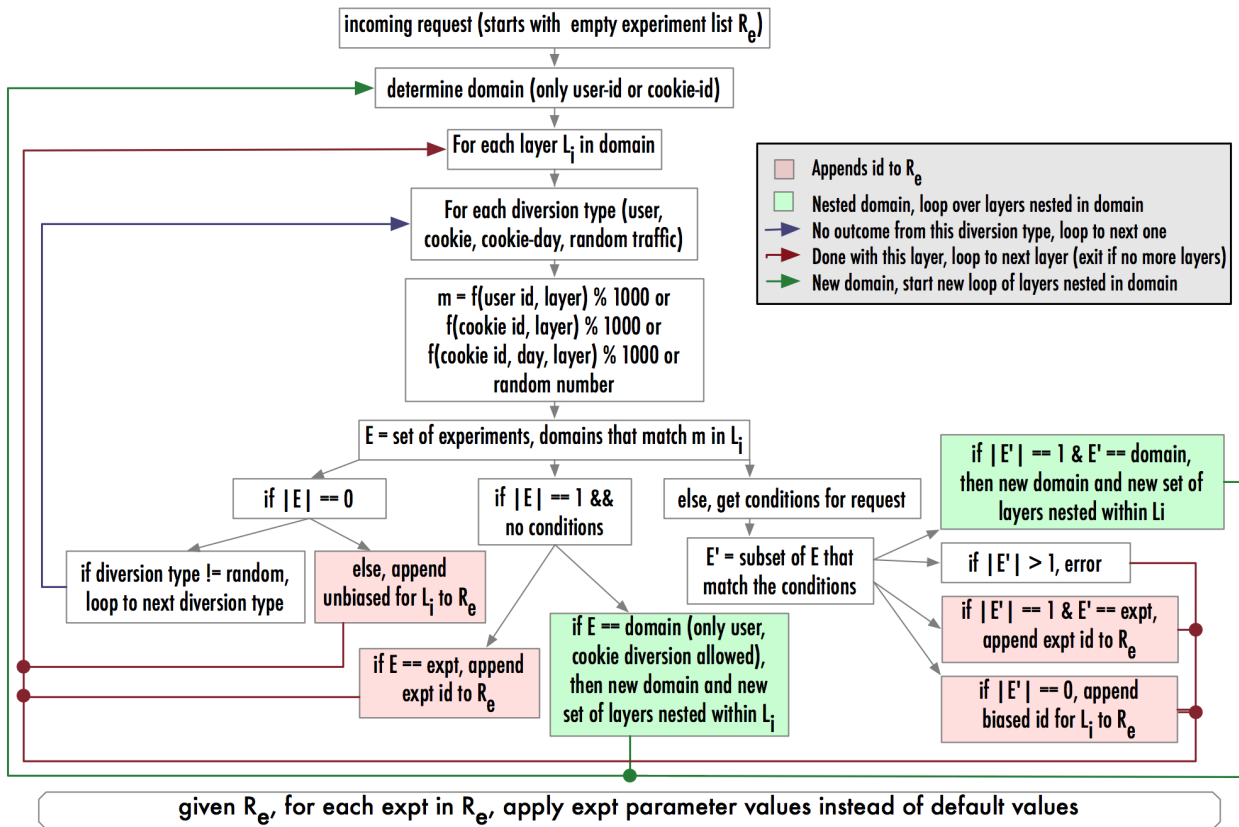 incoming request (starts with empty experiment list Re)
determine domain (only user-id or cookie-id)
For each layer Li in domain
For each diversion type (user,
cookie, cookie-day, random traffic)
m = f(user id, layer) % 1000 or
f(cookie id, layer) % 1000 or
f(cookie id, day, layer) % 1000 or
random number
E = set of experiments, domains that match m in Li
Appends id to Re
Nested domain, loop over layers nested in domain
No outcome from this diversion type, loop to next one
Done with this layer, loop to next layer (exit if no more layers)
New domain, start new loop of layers nested in domain
if |E| == 0
if diversion type != random,
loop to next diversion type
else, append
unbiased for Li to Re
if |E| == 1 &&
no conditions
if E == expt, append
expt id to Re
if E == domain (only user,
cookie diversion allowed),
then new domain and new
set of layers nested within Li
else, get conditions for request
E' = subset of E that
match the conditions
if |E'| == 1 & E' == domain,
then new domain and new set of
layers nested within Li
if |E'| > 1, error
if |E'| == 1 & E' == expt,
append expt id to Re
if |E'| == 0, append
biased id for Li to Re
given Re, for each expt in Re, apply expt parameter values instead of default values